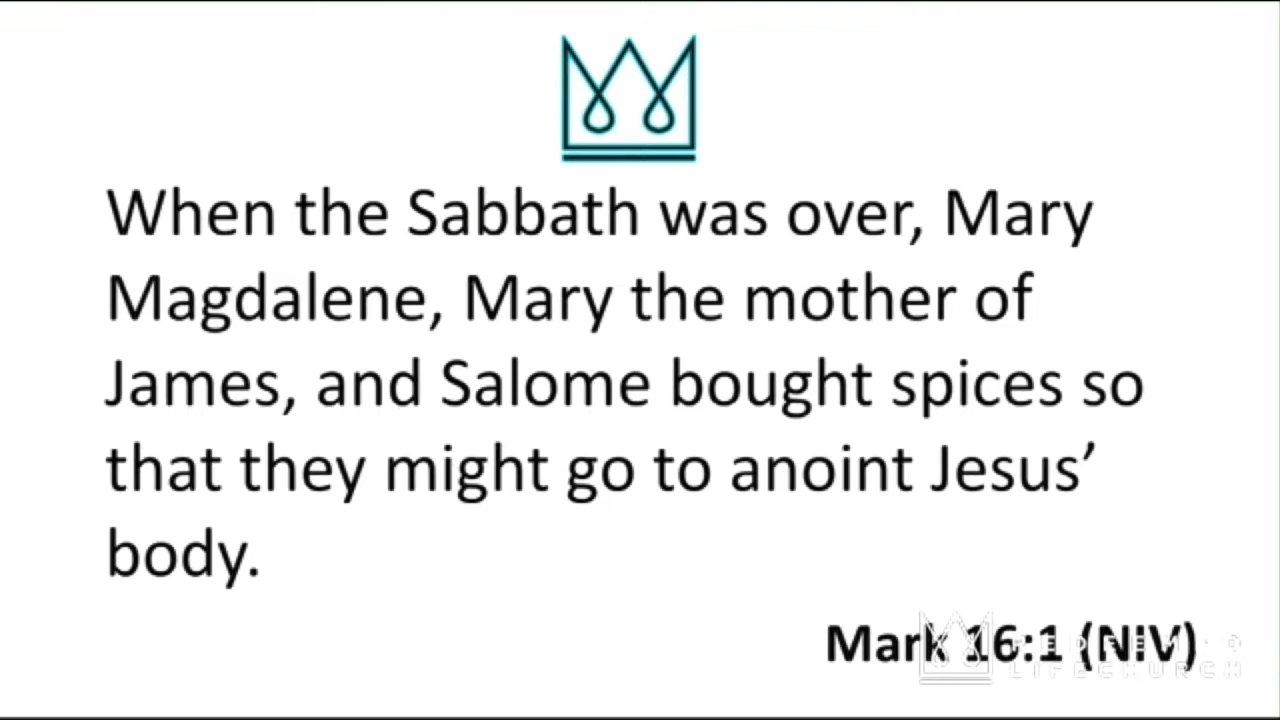 When the Sabbath was over, Mary
Magdalene, Mary the mother of
James, and Salome bought spices so
that they might go to anoint Jesus’
body.
Mark 16:1 (NIV)
LIFECHURCH